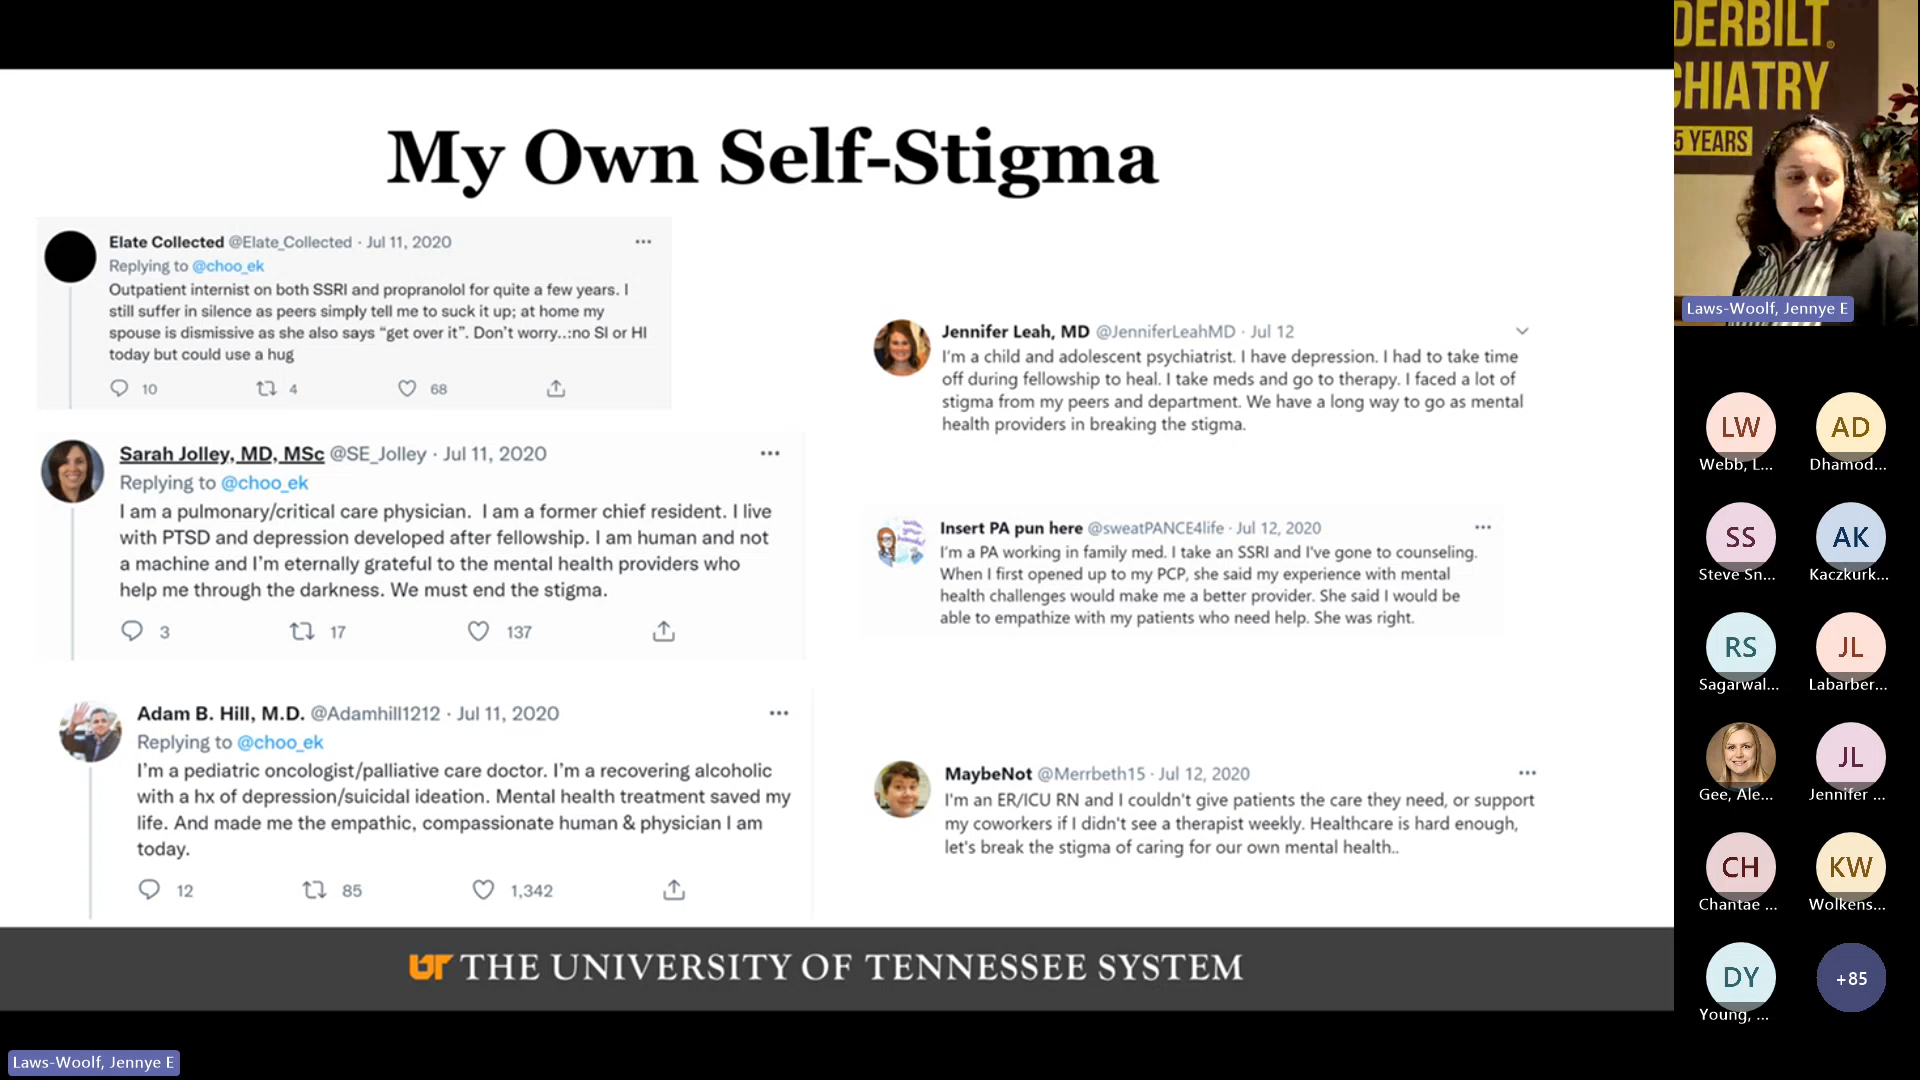 My Own Self-Stigma
Elate Collected @Elate_Collected · Jul 11, 2020
Replying to @choo_ek
Outpatient internist on both SSRI and propranolol for quite a few years. I
still suffer in silence as peers simply tell me to suck it up; at home my
spouse is dismissive as she also says “get over it”. Don’t worry..:no SI or HI
today but could use a hug
10 4 68
Sarah Jolley, MD, MSc @SE_Jolley · Jul 11, 2020
Replying to @choo_ek
I am a pulmonary/critical care physician. I am a former chief resident. I live
with PTSD and depression developed after fellowship. I am human and not
a machine and I’m eternally grateful to the mental health providers who
help me through the darkness. We must end the stigma.
3 17 137
Adam B. Hill, M.D. @Adamhill1212 · Jul 11, 2020
Replying to @choo_ek
I’m a pediatric oncologist/palliative care doctor. I’m a recovering alcoholic
with a hx of depression/suicidal ideation. Mental health treatment saved my
life. And made me the empathic, compassionate human & physician I am
today.
12 85 1,342
Jennifer Leah, MD @JenniferLeahMD · Jul 12
I'm a child and adolescent psychiatrist. I have depression. I had to take time
off during fellowship to heal. I take meds and go to therapy. I faced a lot of
stigma from my peers and department. We have a long way to go as mental
health providers in breaking the stigma.
Insert PA pun here @sweatPANCE4life · Jul 12, 2020
I'm a PA working in family med. I take an SSRI and I've gone to counseling.
When I first opened up to my PCP, she said my experience with mental
health challenges would make me a better provider. She said I would be
able to empathize with my patients who need help. She was right.
MaybeNot @Merrbeth15 · Jul 12, 2020
I'm an ER/ICU RN and I couldn't give patients the care they need, or support
my coworkers if I didn't see a therapist weekly. Healthcare is hard enough,
let's break the stigma of caring for our own mental health..
UT THE UNIVERSITY OF TENNESSEE SYSTEM
Laws-Woolf, Jennye E
DERBILT®
CHIATRY
5 YEARS
Laws-Woolf, Jennye E
LW AD
Webb, L... Dhamod...
SS AK
Steve Sn... Kaczkurk...
RS JL
Sagarwal... Labarber...
JL
Gee, Ale... Jennifer ...
CH KW
Chantae ... Wolkens...
DY +85
Young, ...